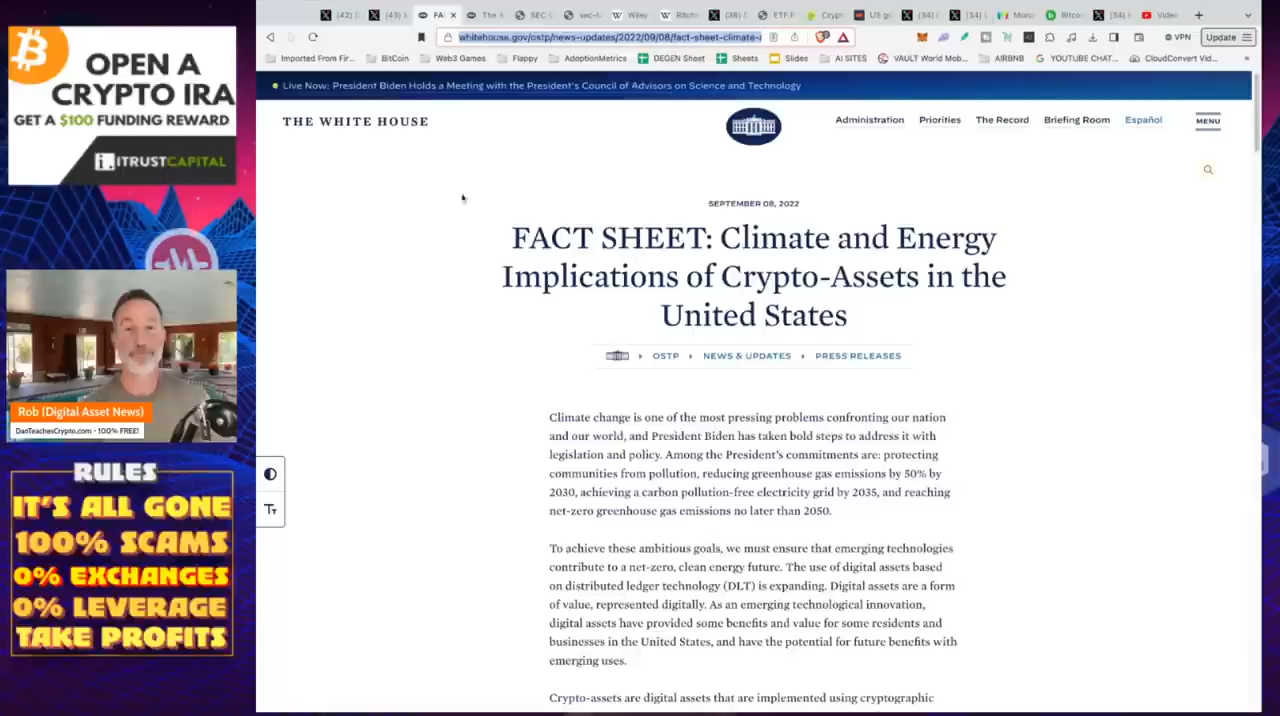 OPEN A
CRYPTO IRA
GET A $100 FUNDING REWARD
ITRUSTCAPITAL
Rob (Digital Asset News)
DanTeachesCrypto.com - 100% FREE!
RULES
IT'S ALL GONE
100% SCAMS
0% EXCHANGES
0% LEVERAGE
TAKE PROFITS
whitehouse.gov/ostp/news-updates/2022/09/08/fact-sheet-climate-
VPN
Update
Imported From Fir...
BitCoin
Web3 Games
Flappy
AdoptionMetrics
DEGEN Sheet
Sheets
Slides
AI SITES
VAULT World Mob...
AIRBNB
YOUTUBE CHAT...
CloudConvert Vid...
Live Now: President Biden Holds a Meeting with the President's Council of Advisors on Science and Technology
THE WHITE HOUSE
Administration
Priorities
The Record
Briefing Room
Español
MENU
SEPTEMBER 08, 2022
FACT SHEET: Climate and Energy
Implications of Crypto-Assets in the
United States
OSTP
NEWS & UPDATES
PRESS RELEASES
Climate change is one of the most pressing problems confronting our nation
and our world, and President Biden has taken bold steps to address it with
legislation and policy. Among the President's commitments are: protecting
communities from pollution, reducing greenhouse gas emissions by 50% by
2030, achieving a carbon pollution-free electricity grid by 2035, and reaching
net-zero greenhouse gas emissions no later than 2050.
To achieve these ambitious goals, we must ensure that emerging technologies
contribute to a net-zero, clean energy future. The use of digital assets based
on distributed ledger technology (DLT) is expanding. Digital assets are a form
of value, represented digitally. As an emerging technological innovation,
digital assets have provided some benefits and value for some residents and
businesses in the United States, and have the potential for future benefits with
emerging uses.
Crypto-assets are digital assets that are implemented using cryptographic